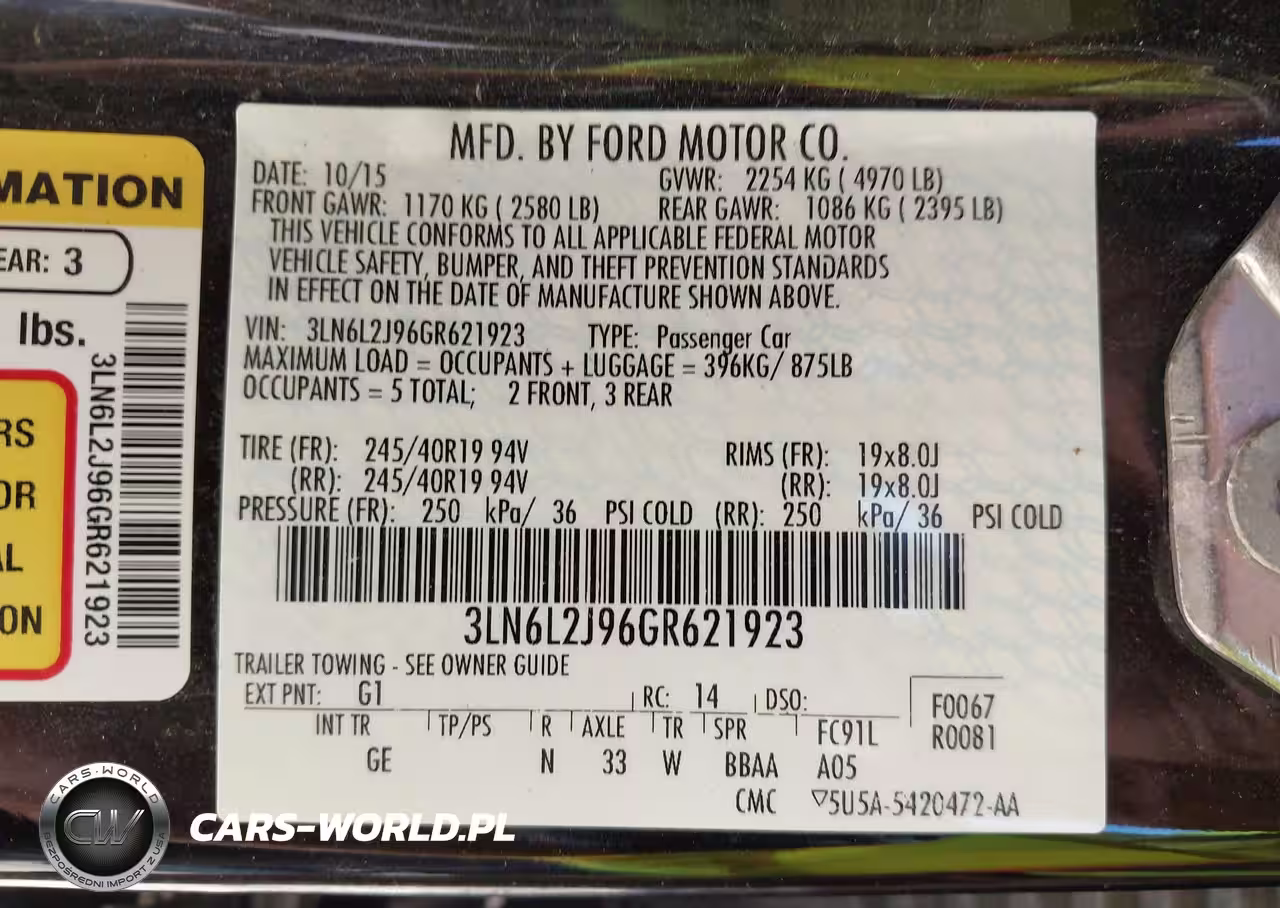 MFD. BY FORD MOTOR CO.
DATE: 10/15 GVWR: 2254 KG ( 4970 LB)
FRONT GAWR: 1170 KG ( 2580 LB) REAR GAWR: 1086 KG ( 2395 LB)
THIS VEHICLE CONFORMS TO ALL APPLICABLE FEDERAL MOTOR
VEHICLE SAFETY, BUMPER, AND THEFT PREVENTION STANDARDS
IN EFFECT ON THE DATE OF MANUFACTURE SHOWN ABOVE.
VIN: 3LN6L2J96GR621923 TYPE: Passenger Car
MAXIMUM LOAD = OCCUPANTS + LUGGAGE = 396KG/ 875LB
OCCUPANTS = 5 TOTAL; 2 FRONT, 3 REAR
TIRE (FR): 245/40R19 94V RIMS (FR): 19x8.0J
(RR): 245/40R19 94V (RR): 19x8.0J
PRESSURE (FR): 250 kPa/ 36 PSI COLD (RR): 250 kPa/ 36 PSI COLD
3LN6L2J96GR621923
TRAILER TOWING - SEE OWNER GUIDE
EXT PNT: G1 RC: 14 DSO:
F0067
R0081
INT TR TP/PS R AXLE TR SPR FC91L
GE N 33 W BBAA A05
CMC ▽5U5A-5420472-AA
MATION
EAR: 3
lbs.
3LN6L2J96GR621923
RS
OR
AL
ON
CARS-WORLD
CW
BEZPOŚREDNI IMPORT Z USA
CARS-WORLD.PL